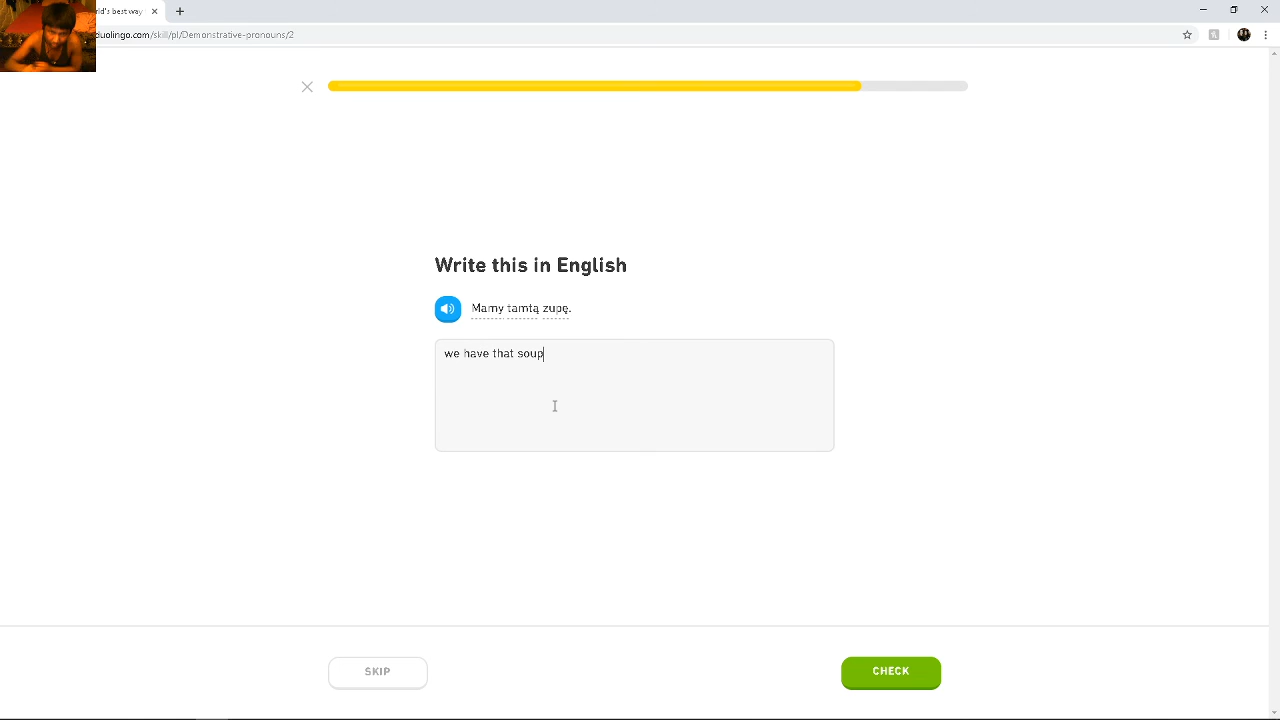 rld's best way
duolingo.com/skill/pl/Demonstrative-pronouns/2
Write this in English
Mamy tamtą zupę.
we have that soup
SKIP
CHECK